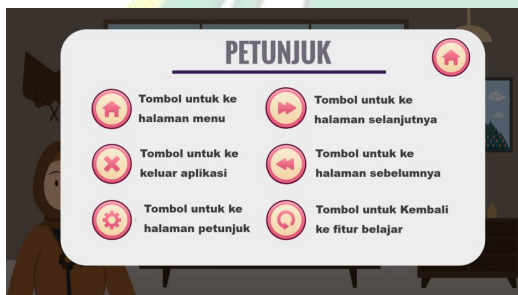 PETUNJUK
Tombol untuk ke
halaman menu
Tombol untuk ke
halaman selanjutnya
Tombol untuk ke
keluar aplikasi
Tombol untuk ke
halaman sebelumnya
Tombol untuk ke
halaman petunjuk
Tombol untuk Kembali
ke fitur belajar